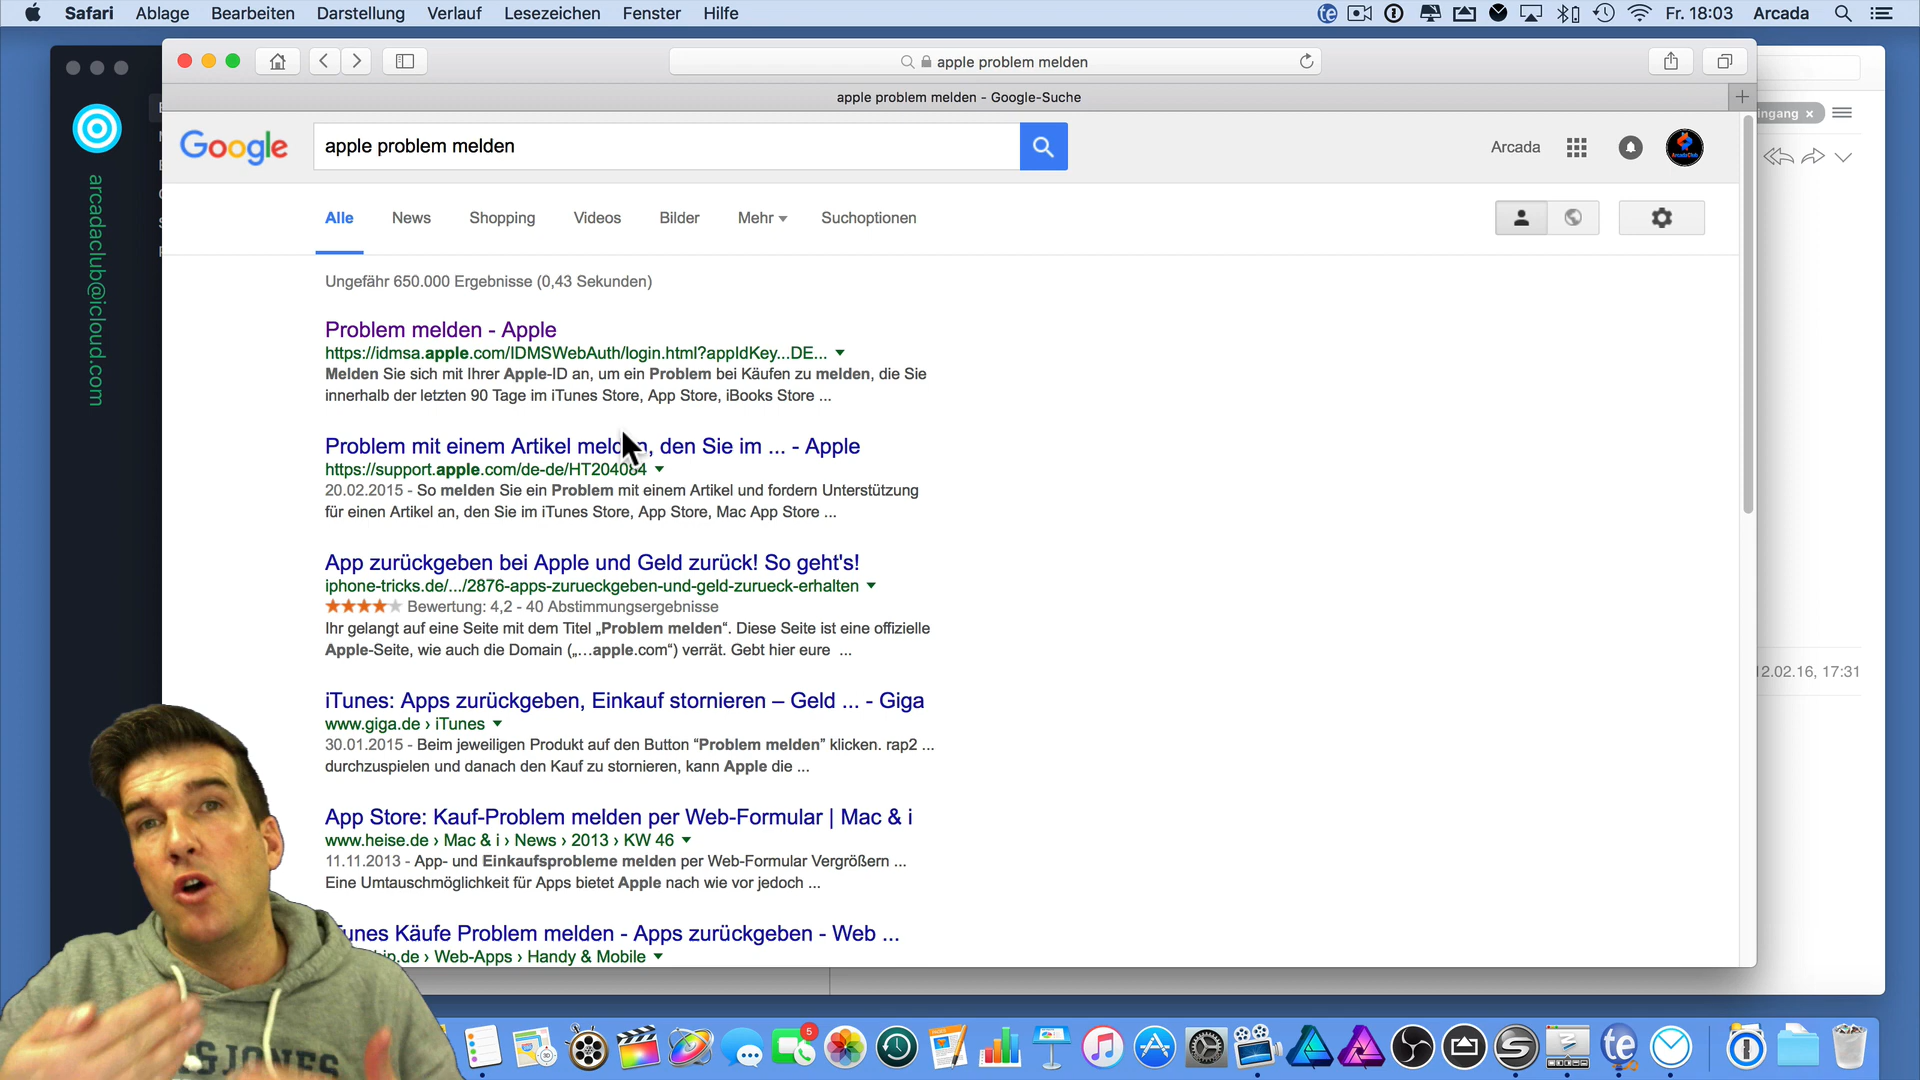 Safari Ablage Bearbeiten Darstellung Verlauf Lesezeichen Fenster Hilfe
Fr. 18:03 Arcada
apple problem melden
apple problem melden - Google-Suche
Google
apple problem melden
Arcada
Alle News Shopping Videos Bilder Mehr Suchoptionen
Ungefähr 650.000 Ergebnisse (0,43 Sekunden)
Problem melden - Apple
https://idmsa.apple.com/IDMSWebAuth/login.html?appIdKey...DE...
Melden Sie sich mit Ihrer Apple-ID an, um ein Problem bei Käufen zu melden, die Sie
innerhalb der letzten 90 Tage im iTunes Store, App Store, iBooks Store ...
Problem mit einem Artikel melden, den Sie im ... - Apple
https://support.apple.com/de-de/HT204084
20.02.2015 - So melden Sie ein Problem mit einem Artikel und fordern Unterstützung
für einen Artikel an, den Sie im iTunes Store, App Store, Mac App Store ...
App zurückgeben bei Apple und Geld zurück! So geht's!
iphone-tricks.de/.../2876-apps-zurueckgeben-und-geld-zurueck-erhalten
Bewertung: 4,2 - 40 Abstimmungsergebnisse
Ihr gelangt auf eine Seite mit dem Titel „Problem melden“. Diese Seite ist eine offizielle
Apple-Seite, wie auch die Domain („...apple.com“) verrät. Gebt hier eure ...
iTunes: Apps zurückgeben, Einkauf stornieren – Geld ... - Giga
www.giga.de › iTunes
30.01.2015 - Beim jeweiligen Produkt auf den Button “Problem melden” klicken. rap2 ...
durchzuspielen und danach den Kauf zu stornieren, kann Apple die ...
App Store: Kauf-Problem melden per Web-Formular | Mac & i
www.heise.de › Mac & i › News › 2013 › KW 46
11.11.2013 - App- und Einkaufsprobleme melden per Web-Formular Vergrößern ...
Eine Umtauschmöglichkeit für Apps bietet Apple nach wie vor jedoch ...
unes Käufe Problem melden - Apps zurückgeben - Web ...
.de › Web-Apps › Handy & Mobile
arcadaclub@icloud.com
ingang
2.02.16, 17:31
JONES
5
te